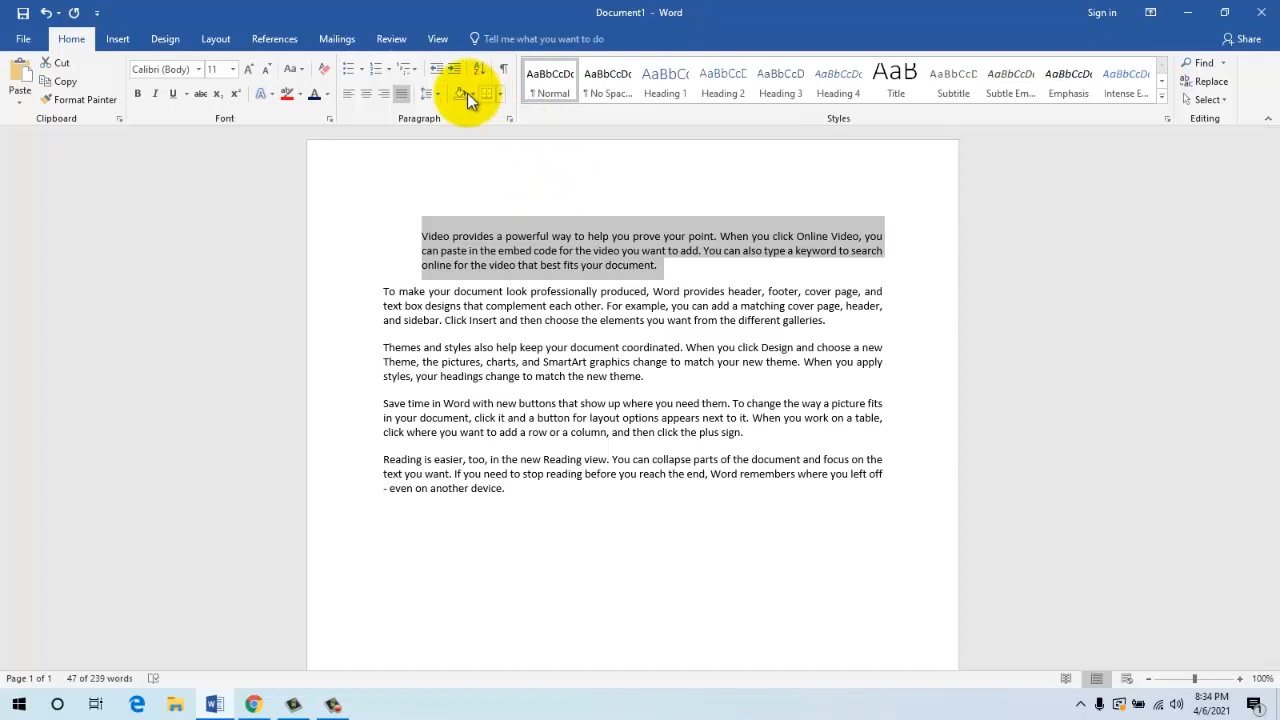 Document1 - Word
Sign in
File Home Insert Design Layout References Mailings Review View Tell me what you want to do Share
Paste
Cut
Copy
Format Painter
Clipboard
Calibri (Body) 11
Font
Paragraph
AaBbCcDc AaBbCcDc AaBbCc AaBbCcD AaBbCcD AaBbCcD AaB AaBbCcD AaBbCcD AaBbCcDc AaBbCcDc
¶ Normal ¶ No Spac... Heading 1 Heading 2 Heading 3 Heading 4 Title Subtitle Subtle Em... Emphasis Intense E...
Styles
Find
Replace
Select
Editing
Video provides a powerful way to help you prove your point. When you click Online Video, you
can paste in the embed code for the video you want to add. You can also type a keyword to search
online for the video that best fits your document.
To make your document look professionally produced, Word provides header, footer, cover page, and
text box designs that complement each other. For example, you can add a matching cover page, header,
and sidebar. Click Insert and then choose the elements you want from the different galleries.
Themes and styles also help keep your document coordinated. When you click Design and choose a new
Theme, the pictures, charts, and SmartArt graphics change to match your new theme. When you apply
styles, your headings change to match the new theme.
Save time in Word with new buttons that show up where you need them. To change the way a picture fits
in your document, click it and a button for layout options appears next to it. When you work on a table,
click where you want to add a row or a column, and then click the plus sign.
Reading is easier, too, in the new Reading view. You can collapse parts of the document and focus on the
text you want. If you need to stop reading before you reach the end, Word remembers where you left off
- even on another device.
Page 1 of 1 47 of 239 words
100%
8:34 PM
4/6/2021